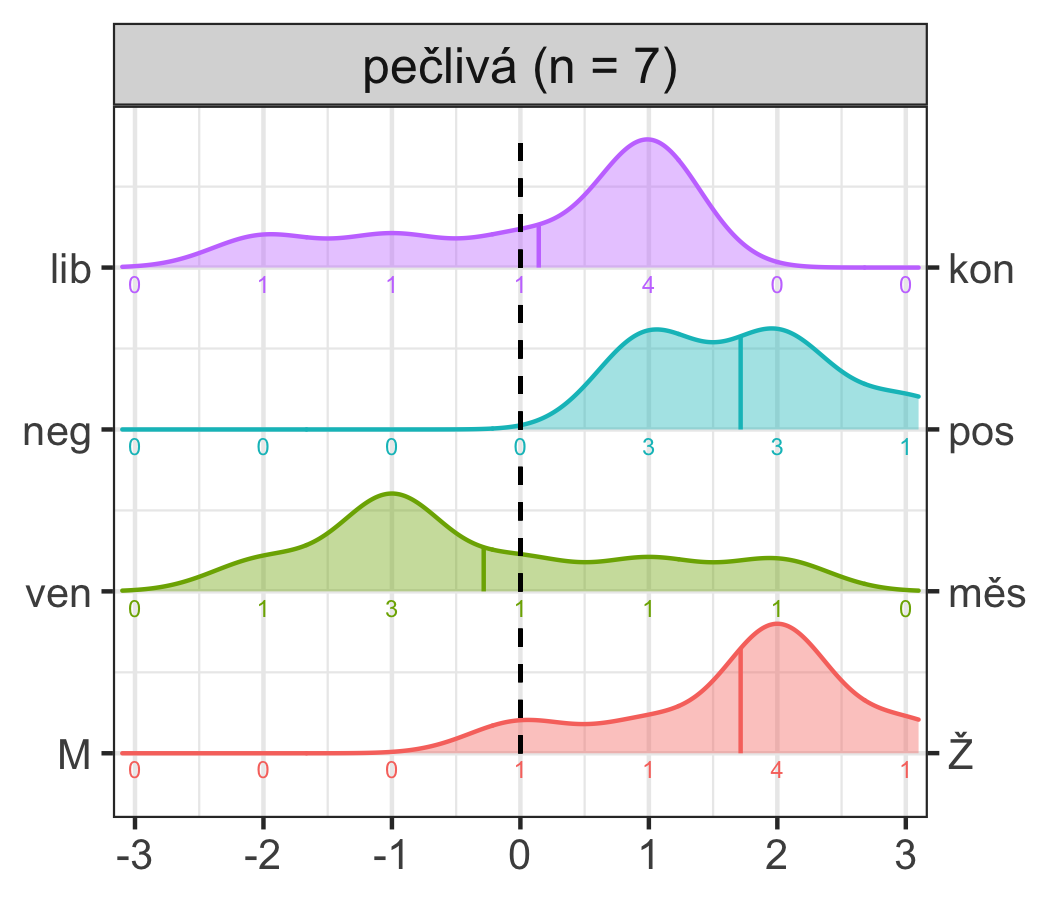 pečlivá (n = 7)
lib kon
0 1 1 1 4 0 0
neg pos
0 0 0 0 3 3 1
ven měs
0 1 3 1 1 1 0
M Ž
0 0 0 1 1 4 1
-3 -2 -1 0 1 2 3